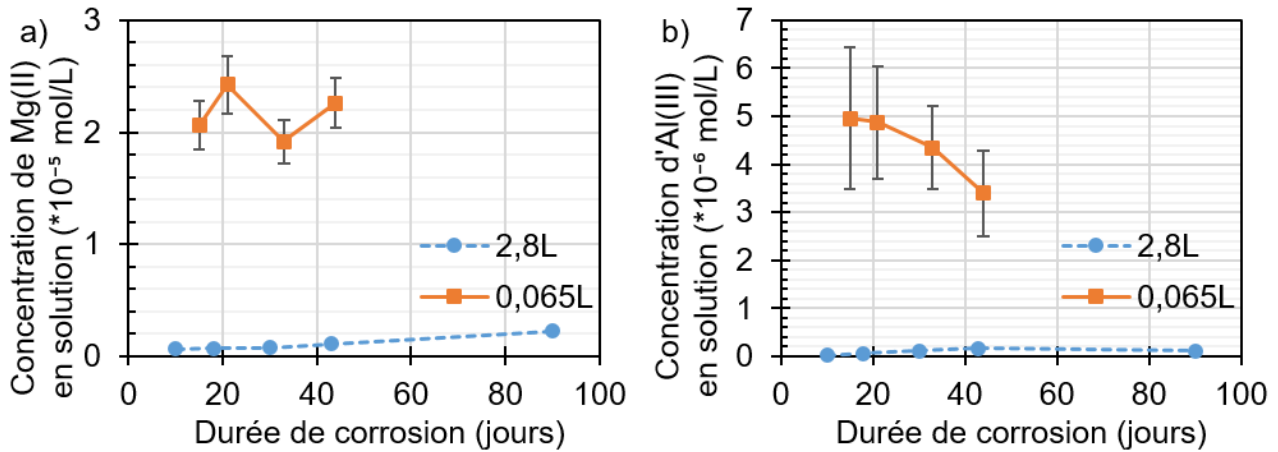 a)
Concentration de Mg(II)
en solution (*10⁻⁵ mol/L)
3
2
1
0
2,8L
0,065L
0 20 40 60 80 100
Durée de corrosion (jours)
b)
Concentration d'Al(III)
en solution (*10⁻⁶ mol/L)
7
6
5
4
3
2
1
0
2,8L
0,065L
0 20 40 60 80 100
Durée de corrosion (jours)